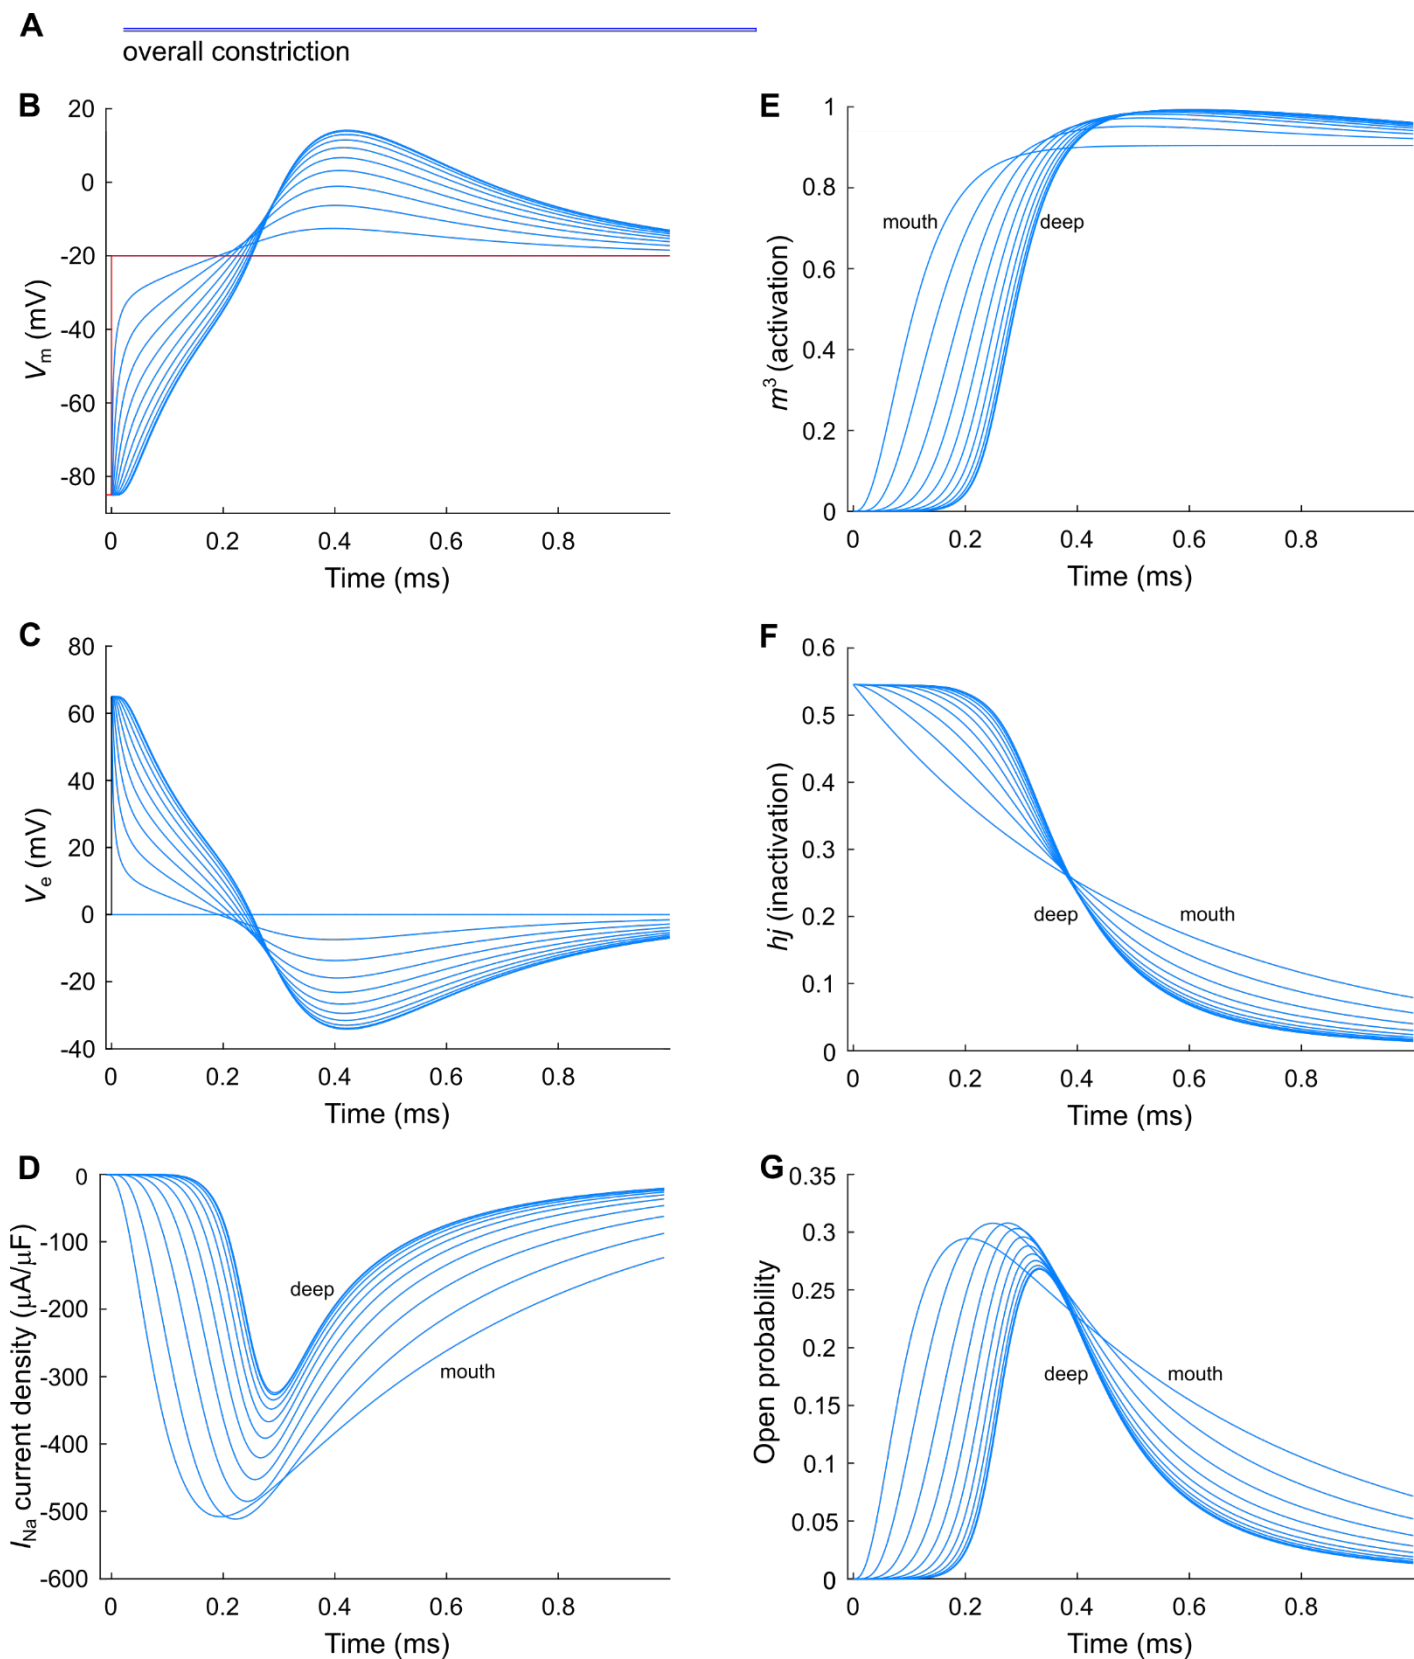 A
overall constriction
B
20
0
-20
-40
-60
-80
V_m (mV)
0
0.2
0.4
0.6
0.8
Time (ms)
C
80
60
40
20
0
-20
-40
V_e (mV)
0
0.2
0.4
0.6
0.8
Time (ms)
D
0
-100
-200
-300
-400
-500
-600
I_Na current density (μA/μF)
deep
mouth
0
0.2
0.4
0.6
0.8
Time (ms)
E
1
0.8
0.6
0.4
0.2
0
m³ (activation)
mouth
deep
0
0.2
0.4
0.6
0.8
Time (ms)
F
0.6
0.5
0.4
0.3
0.2
0.1
0
hj (inactivation)
deep
mouth
0
0.2
0.4
0.6
0.8
Time (ms)
G
0.35
0.3
0.25
0.2
0.15
0.1
0.05
0
Open probability
deep
mouth
0
0.2
0.4
0.6
0.8
Time (ms)